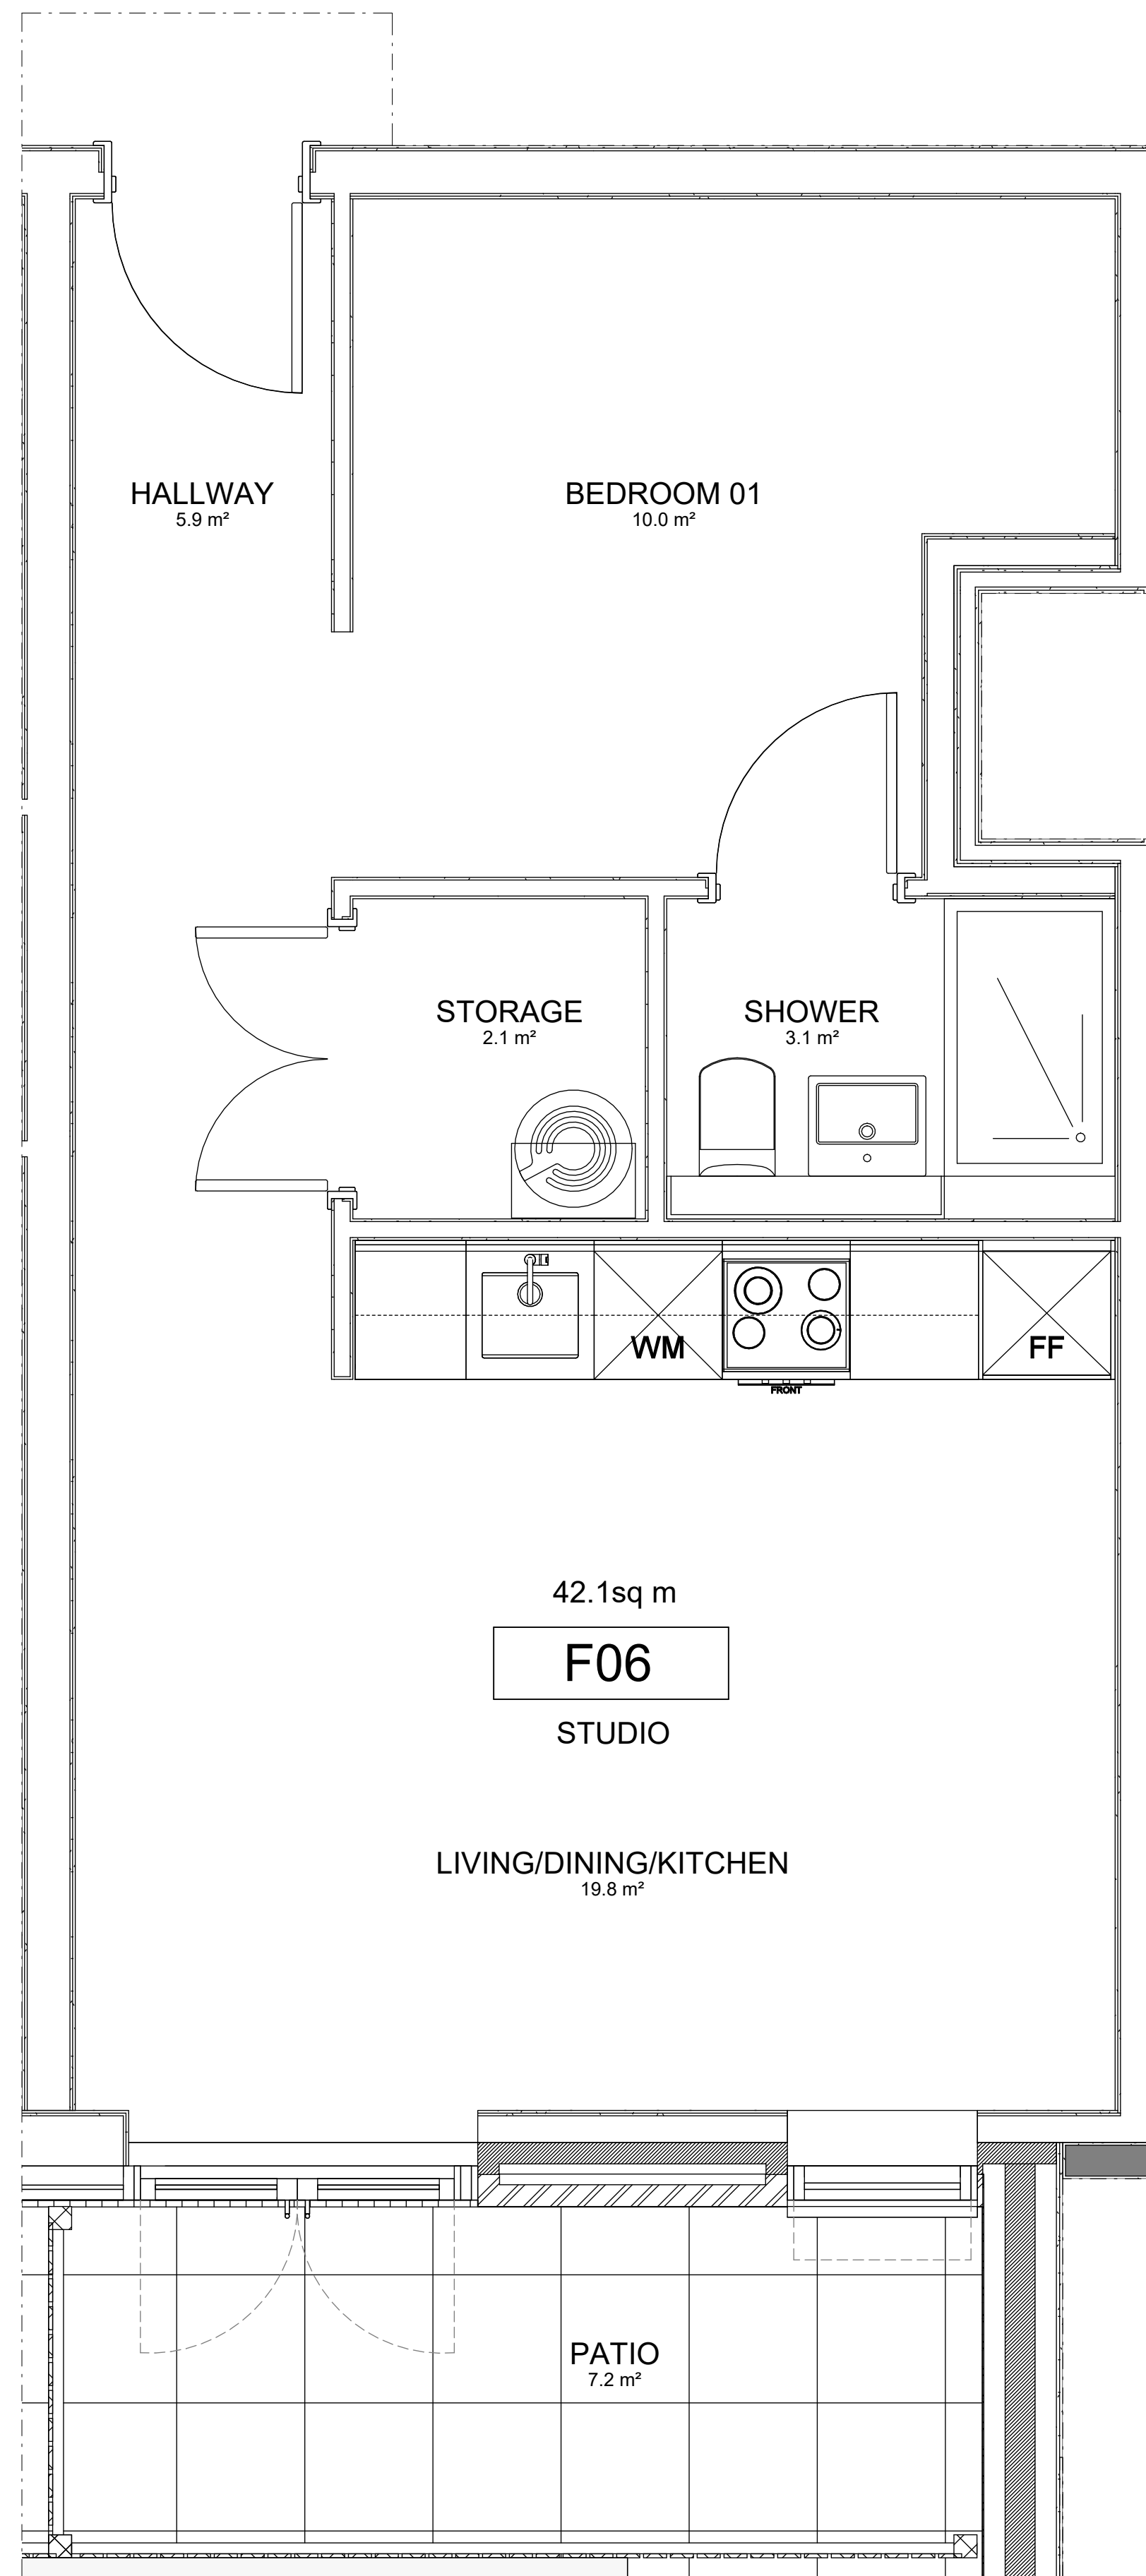 HALLWAY
5.9 m²
BEDROOM 01
10.0 m²
STORAGE
2.1 m²
SHOWER
3.1 m²
WM
FF
FRONT
42.1sq m
F06
STUDIO
LIVING/DINING/KITCHEN
19.8 m²
PATIO
7.2 m²